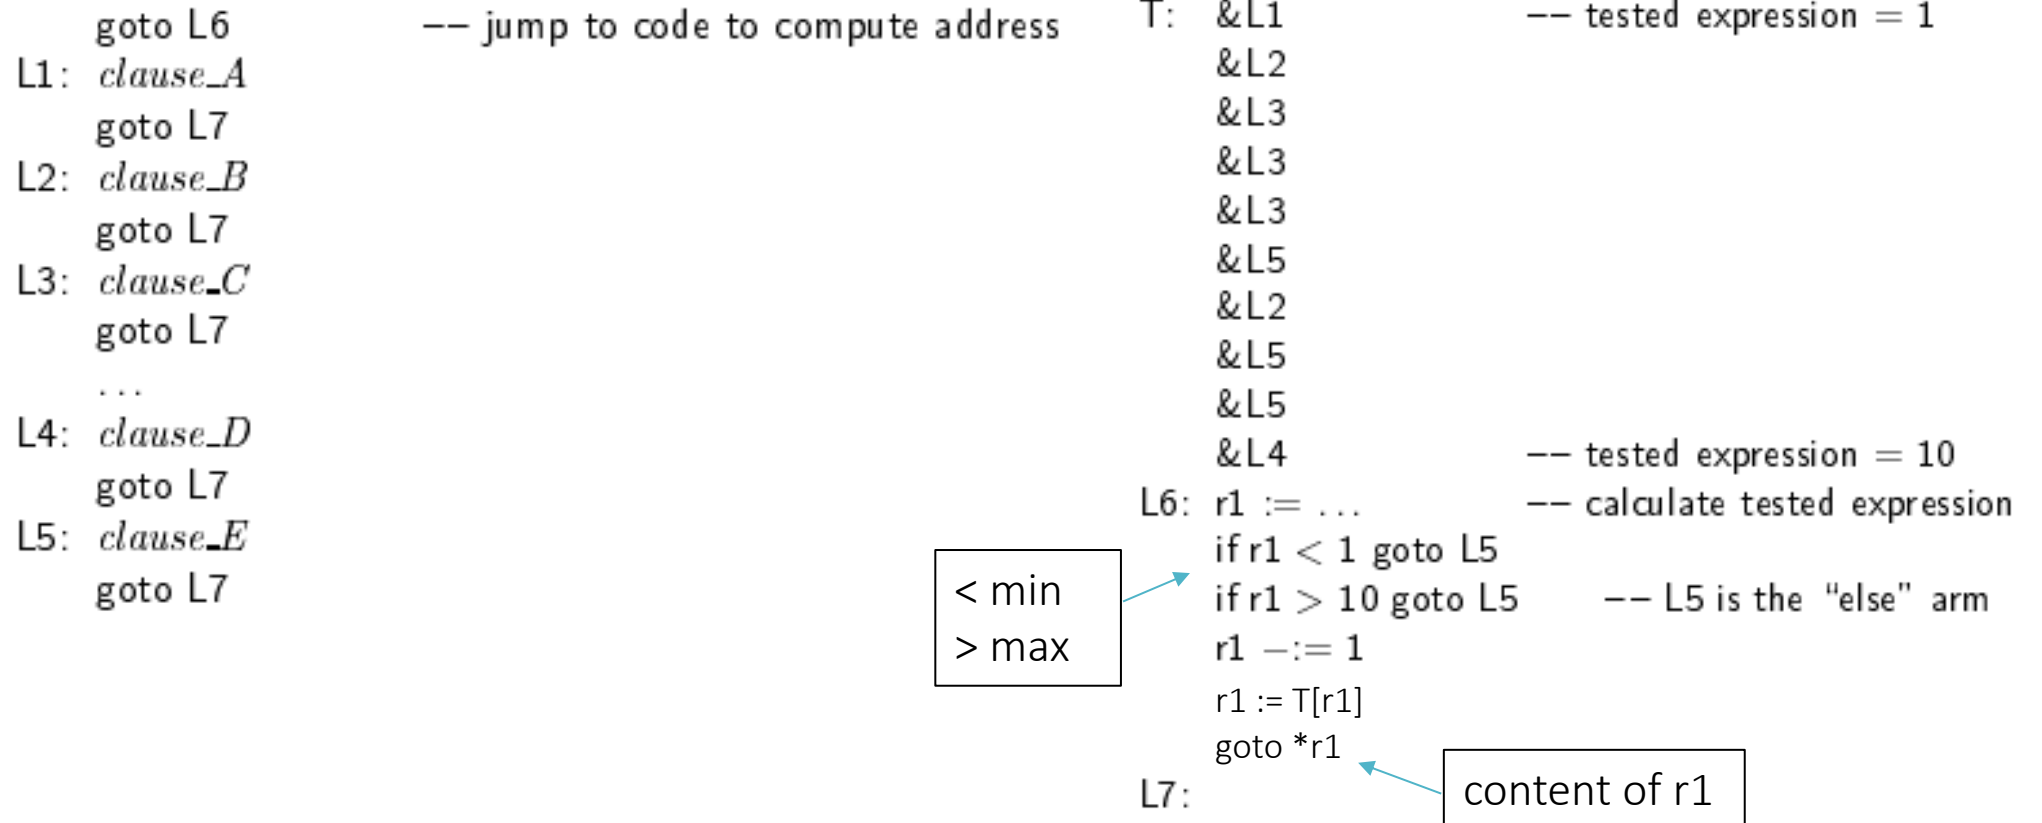 goto L6 −− jump to code to compute address
L1: clause_A
goto L7
L2: clause_B
goto L7
L3: clause_C
goto L7
...
L4: clause_D
goto L7
L5: clause_E
goto L7
T: &L1 −− tested expression = 1
&L2
&L3
&L3
&L3
&L5
&L2
&L5
&L5
&L4 −− tested expression = 10
L6: r1 := ... −− calculate tested expression
if r1 < 1 goto L5
if r1 > 10 goto L5 −− L5 is the “else” arm
r1 −:= 1
r1 := T[r1]
goto *r1
L7:
< min
> max
content of r1